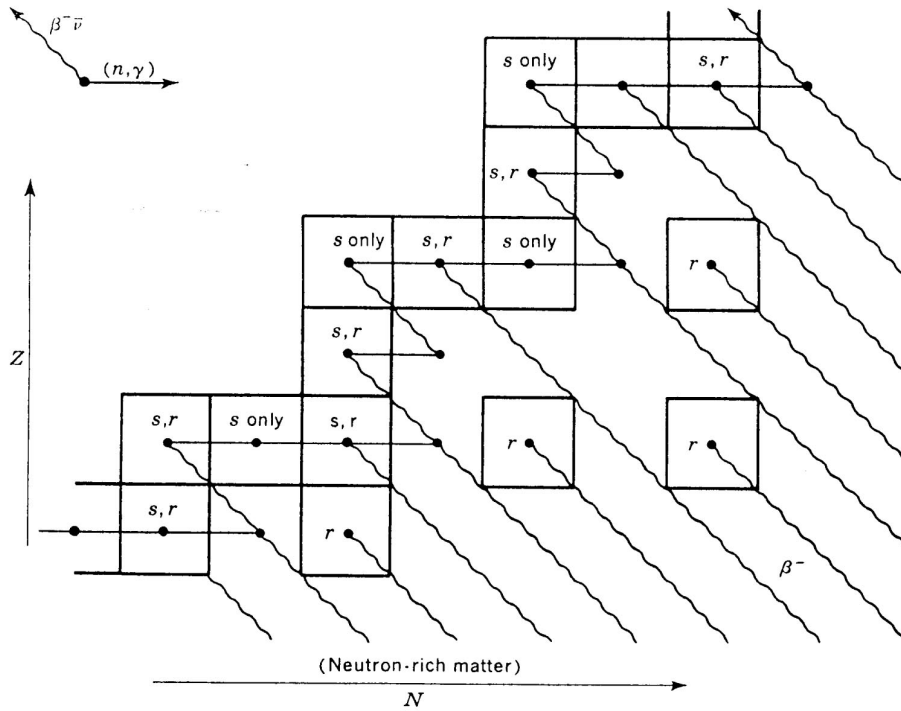 β⁻ν̄
(n,γ)
s only
s, r
s, r
Z
s only
s, r
s only
r
s, r
s,r
s only
s, r
r
r
s, r
r
β⁻
(Neutron-rich matter)
N